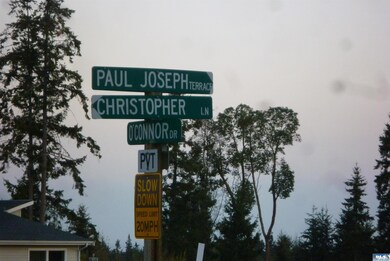 PAUL JOSEPH TERRACE
CHRISTOPHER LN
O'CONNOR DR
PVT
SLOW
DOWN
SPEED LIMIT
20MPH